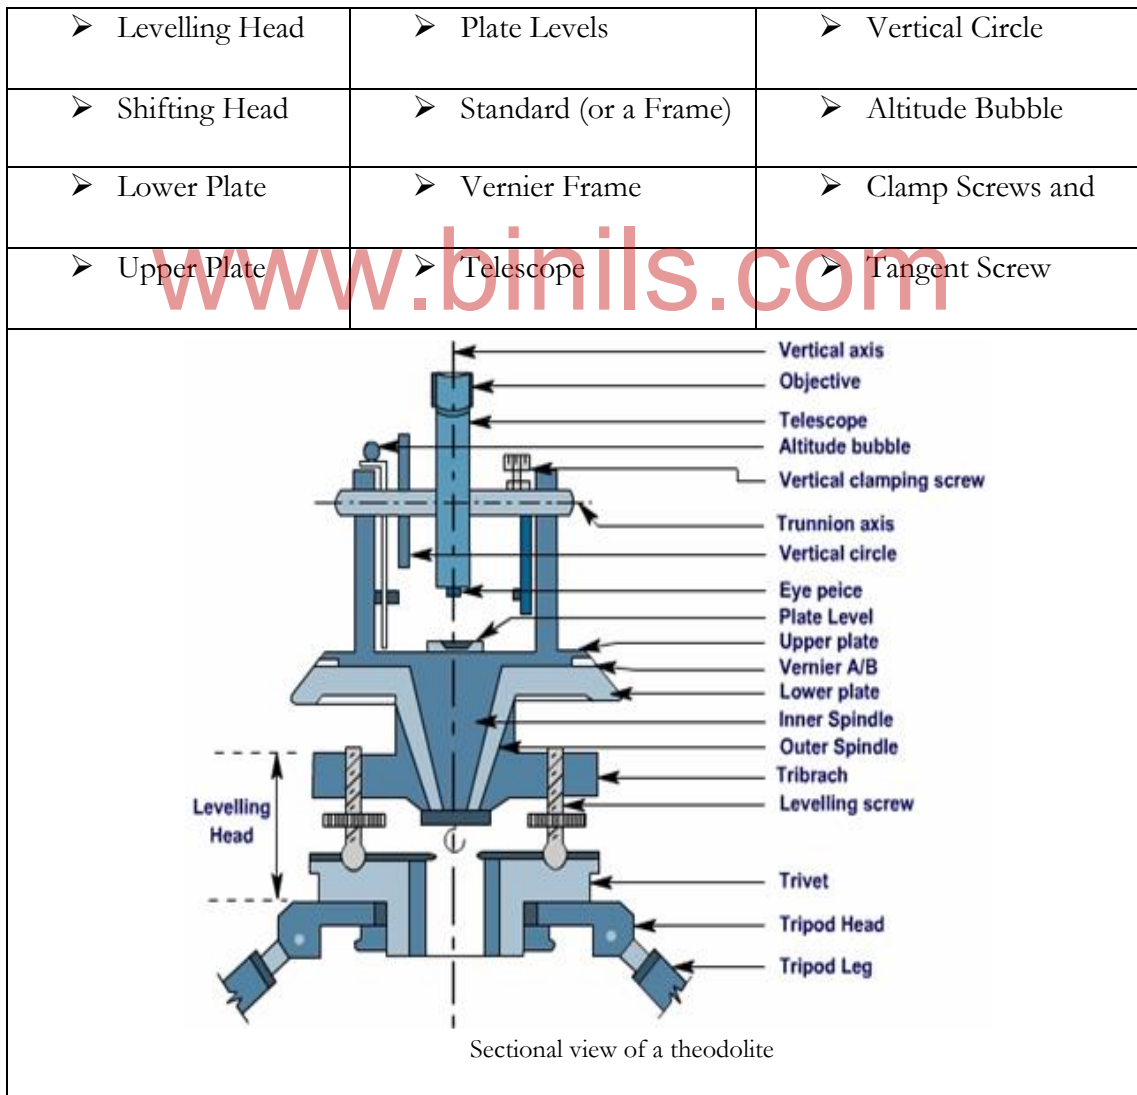 ➤ Levelling Head ➤ Plate Levels ➤ Vertical Circle
➤ Shifting Head ➤ Standard (or a Frame) ➤ Altitude Bubble
➤ Lower Plate ➤ Vernier Frame ➤ Clamp Screws and
➤ Upper Plate ➤ Telescope ➤ Tangent Screw
www.binils.com
Vertical axis
Objective
Telescope
Altitude bubble
Vertical clamping screw
Trunnion axis
Vertical circle
Eye peice
Plate Level
Upper plate
Vernier A/B
Lower plate
Inner Spindle
Outer Spindle
Tribrach
Levelling screw
Levelling
Head
Trivet
Tripod Head
Tripod Leg
Sectional view of a theodolite